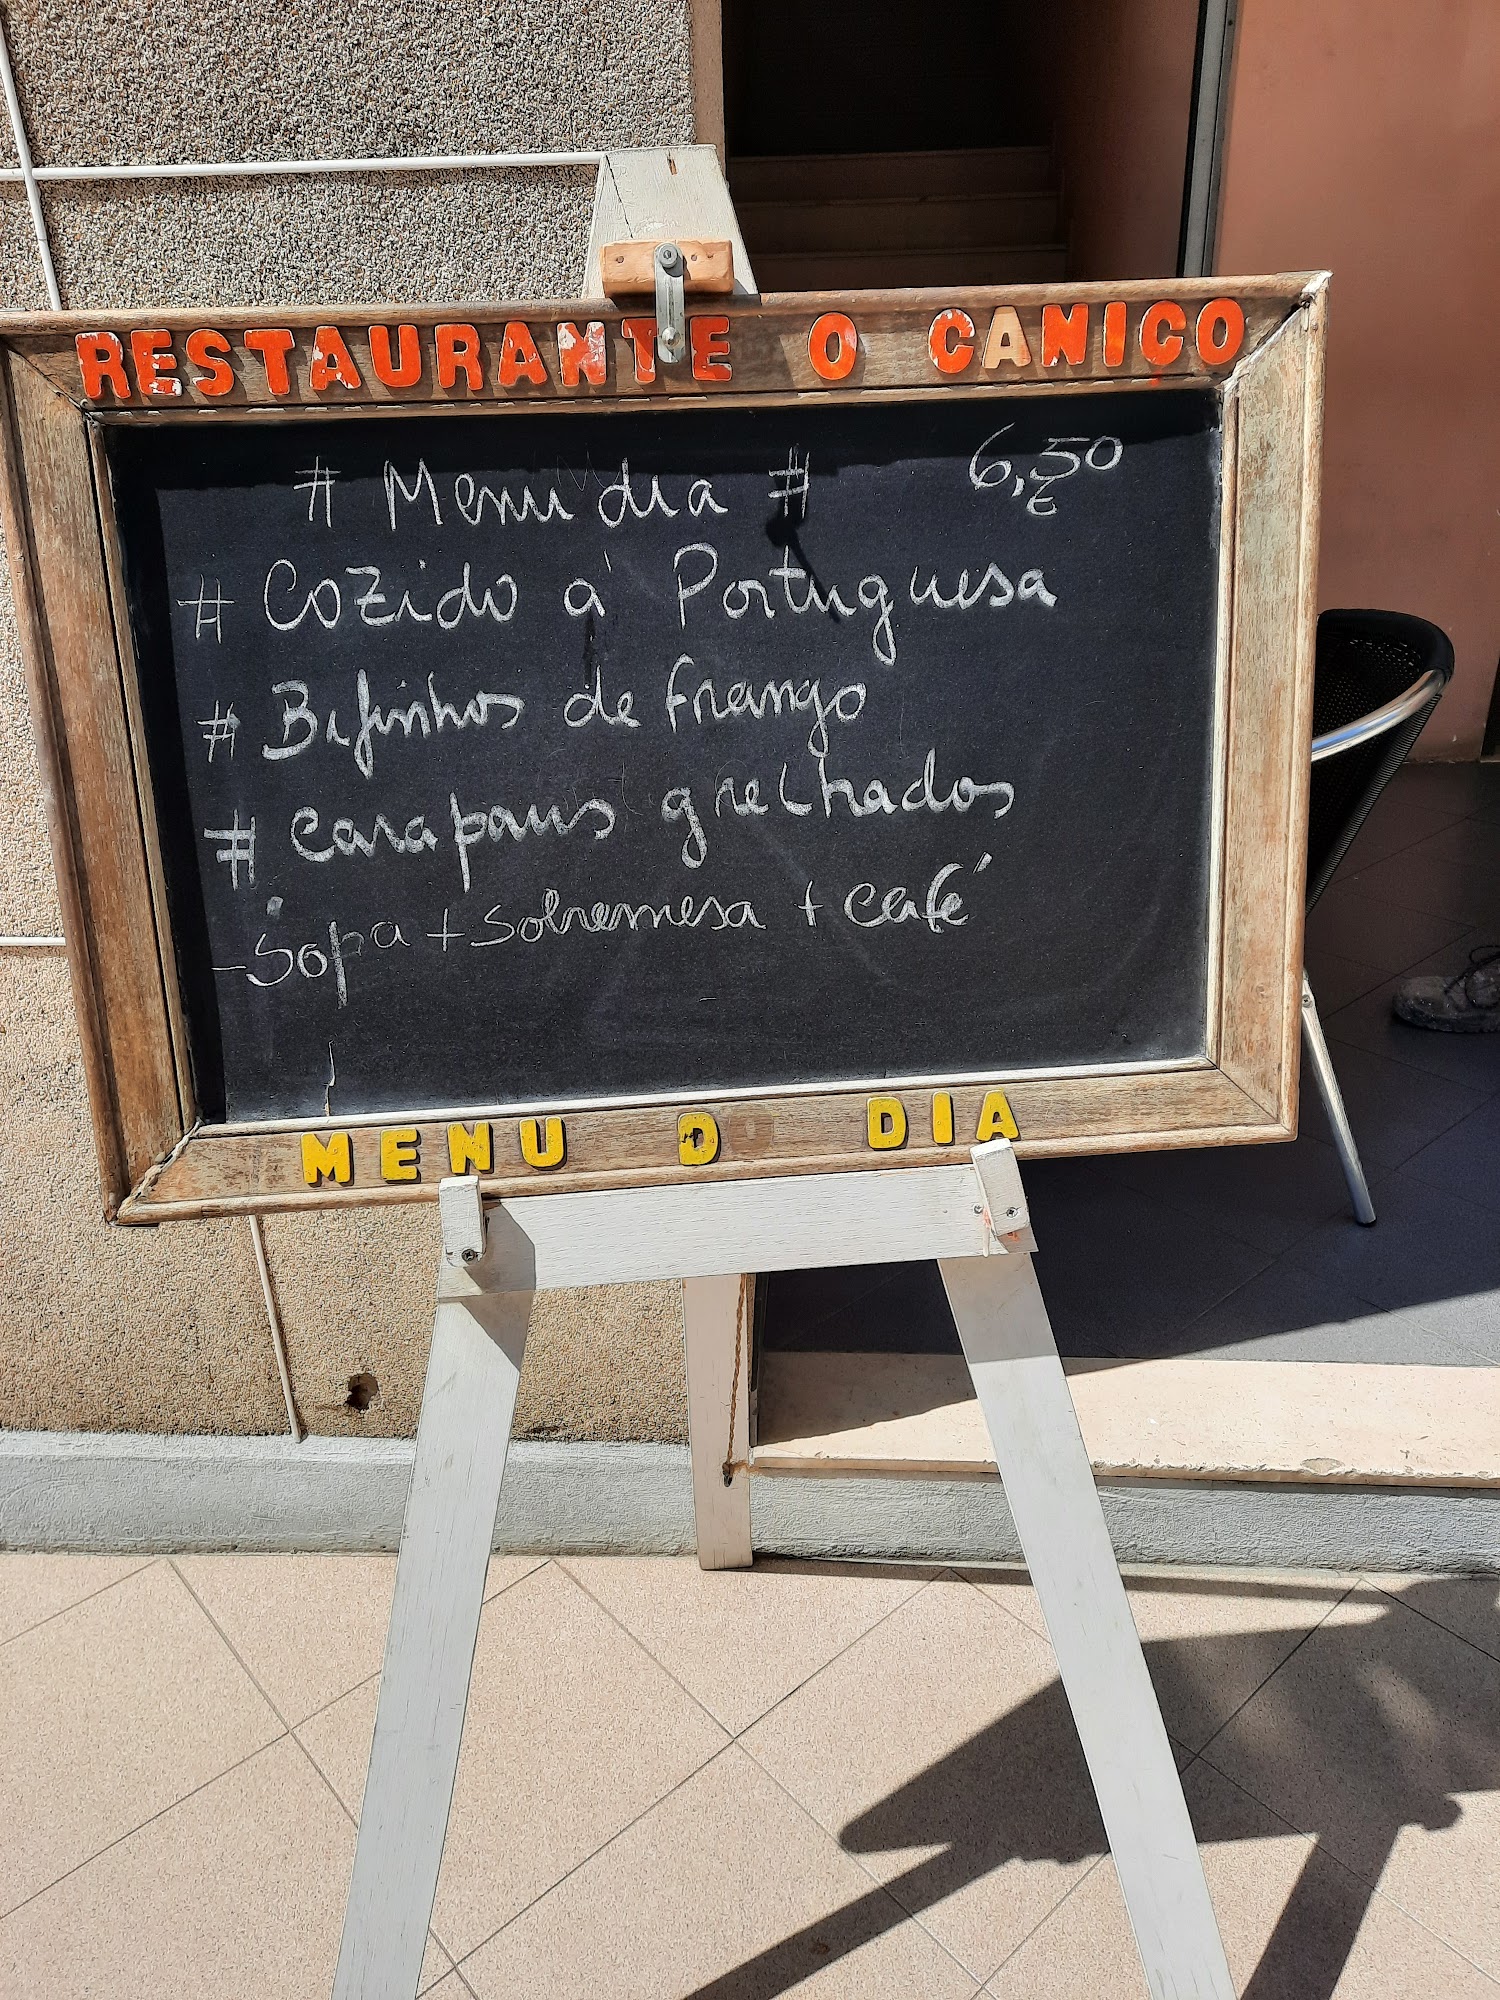 RESTAURANTE O CANICO
# Menu dia # 6,50 €
# Cozido à Portuguesa
# Bifinhos de frango
# Carapaus grelhados
- Sopa + Sobremesa + café
MENU D DIA